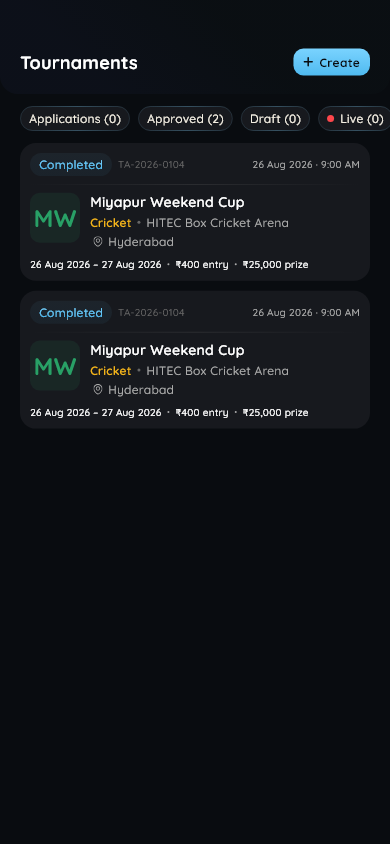 Tournaments
+ Create
Applications (0) Approved (2) Draft (0) Live (0)
Completed TA-2026-0104 26 Aug 2026 · 9:00 AM
MW
Miyapur Weekend Cup
Cricket • HITEC Box Cricket Arena
Hyderabad
26 Aug 2026 – 27 Aug 2026 • ₹400 entry • ₹25,000 prize
Completed TA-2026-0104 26 Aug 2026 · 9:00 AM
MW
Miyapur Weekend Cup
Cricket • HITEC Box Cricket Arena
Hyderabad
26 Aug 2026 – 27 Aug 2026 • ₹400 entry • ₹25,000 prize